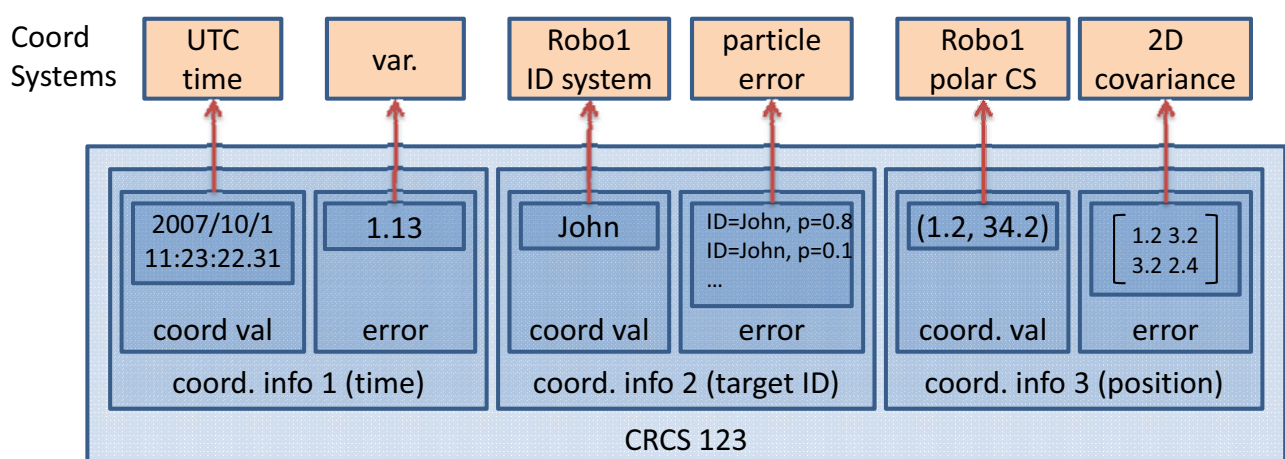 Coord
Systems
UTC
time
var.
Robo1
ID system
particle
error
Robo1
polar CS
2D
covariance
2007/10/1
11:23:22.31
coord val
1.13
error
coord. info 1 (time)
John
coord val
ID=John, p=0.8
ID=John, p=0.1
...
error
coord. info 2 (target ID)
(1.2, 34.2)
coord. val
1.2 3.2
3.2 2.4
error
coord. info 3 (position)
CRCS 123